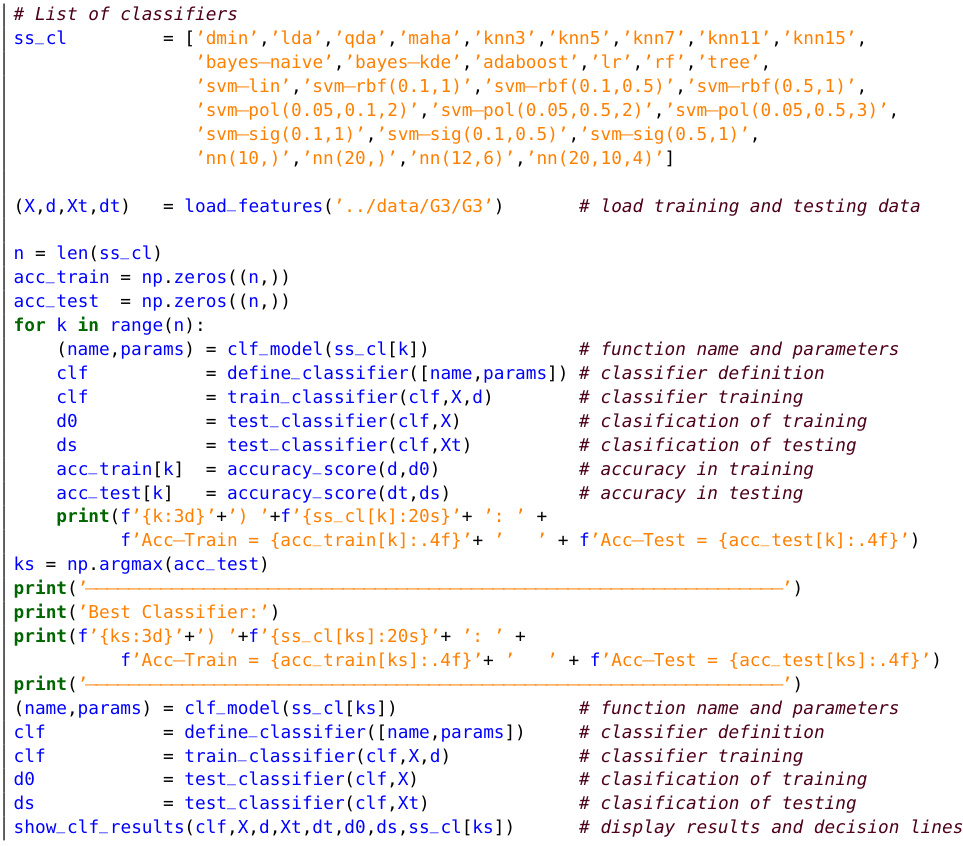 # List of classifiers
ss_cl         = ['dmin','lda','qda','maha','knn3','knn5','knn7','knn11','knn15',
                 'bayes–naive','bayes–kde','adaboost','lr','rf','tree',
                 'svm–lin','svm–rbf(0.1,1)','svm–rbf(0.1,0.5)','svm–rbf(0.5,1)',
                 'svm–pol(0.05,0.1,2)','svm–pol(0.05,0.5,2)','svm–pol(0.05,0.5,3)',
                 'svm–sig(0.1,1)','svm–sig(0.1,0.5)','svm–sig(0.5,1)',
                 'nn(10,)','nn(20,)','nn(12,6)','nn(20,10,4)']
(X,d,Xt,dt)   = load_features('../data/G3/G3')       # load training and testing data
n = len(ss_cl)
acc_train = np.zeros((n,))
acc_test  = np.zeros((n,))
for k in range(n):
    (name,params) = clf_model(ss_cl[k])              # function name and parameters
    clf           = define_classifier([name,params]) # classifier definition
    clf           = train_classifier(clf,X,d)        # classifier training
    d0            = test_classifier(clf,X)           # clasification of training
    ds            = test_classifier(clf,Xt)          # clasification of testing
    acc_train[k]  = accuracy_score(d,d0)             # accuracy in training
    acc_test[k]   = accuracy_score(dt,ds)            # accuracy in testing
    print(f'{k:3d}'+') '+f'{ss_cl[k]:20s}'+ ': ' +
          f'Acc–Train = {acc_train[k]:.4f}'+ '   ' + f'Acc–Test = {acc_test[k]:.4f}')
ks = np.argmax(acc_test)
print('–––––––––––––––––––––––––––––––––––––––––––––––––––––––––––––––––')
print('Best Classifier:')
print(f'{ks:3d}'+') '+f'{ss_cl[ks]:20s}'+ ': ' +
          f'Acc–Train = {acc_train[ks]:.4f}'+ '   ' + f'Acc–Test = {acc_test[ks]:.4f}')
print('–––––––––––––––––––––––––––––––––––––––––––––––––––––––––––––––––')
(name,params) = clf_model(ss_cl[ks])                 # function name and parameters
clf           = define_classifier([name,params])     # classifier definition
clf           = train_classifier(clf,X,d)            # classifier training
d0            = test_classifier(clf,X)               # clasification of training
ds            = test_classifier(clf,Xt)              # clasification of testing
show_clf_results(clf,X,d,Xt,dt,d0,ds,ss_cl[ks])      # display results and decision lines